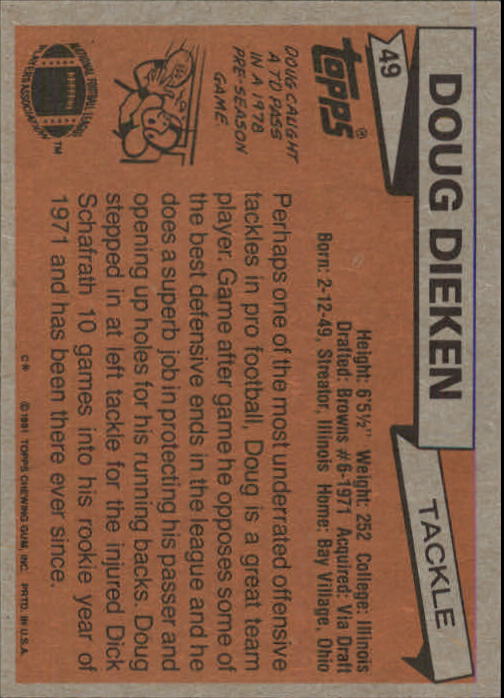 49
DOUG DIEKEN
TACKLE
topps®
Height: 6'5½" Weight: 252 College: Illinois
Drafted: Browns #6-1971 Acquired: Via Draft
Born: 2-12-49, Streator, Illinois Home: Bay Village, Ohio
DOUG CAUGHT
A TD PASS
IN A 1978
PRE-SEASON
GAME.
Perhaps one of the most underrated offensive
tackles in pro football, Doug is a great team
player. Game after game he opposes some of
the best defensive ends in the league and he
does a superb job in protecting his passer and
opening up holes for his running backs. Doug
stepped in at left tackle for the injured Dick
Schafrath 10 games into his rookie year of
1971 and has been there ever since.
NATIONAL FOOTBALL LEAGUE
PLAYERS ASSOCIATION
TM
C* © 1981 TOPPS CHEWING GUM, INC. PRTD. IN U.S.A.